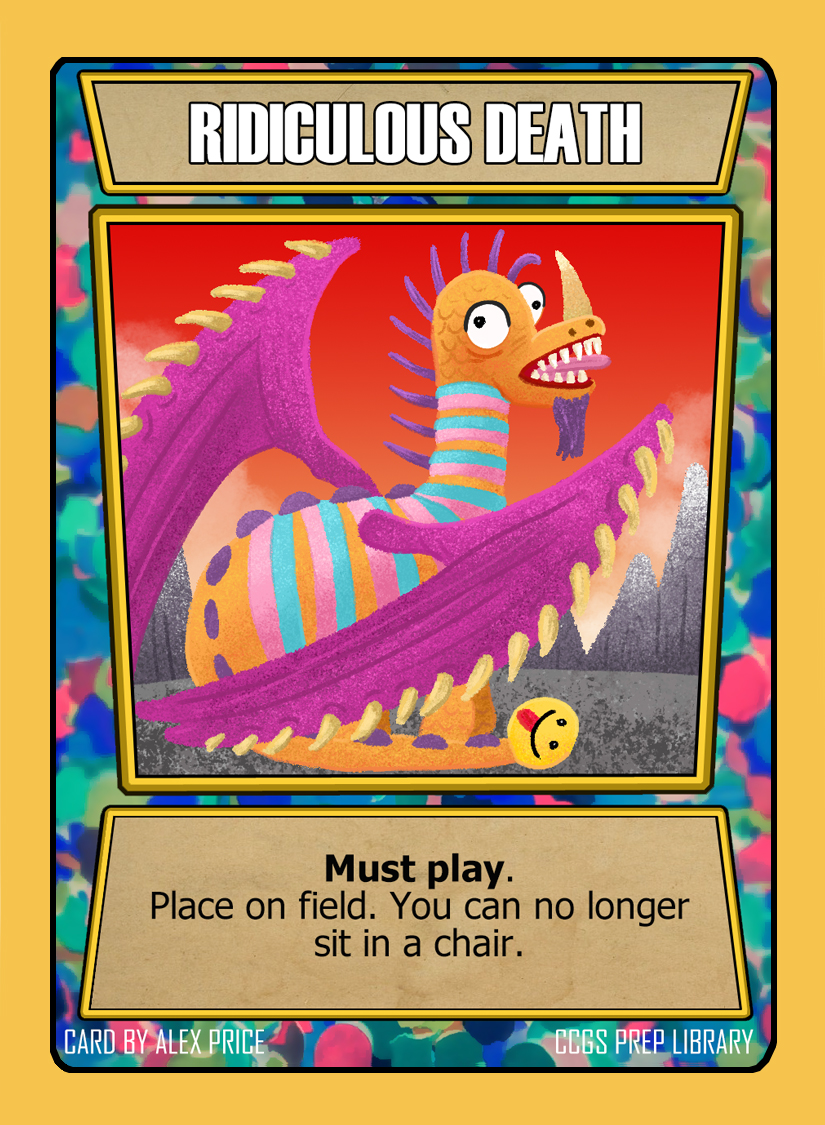 RIDICULOUS DEATH
Must play.
Place on field. You can no longer
sit in a chair.
CARD BY ALEX PRICE
CCGS PREP LIBRARY